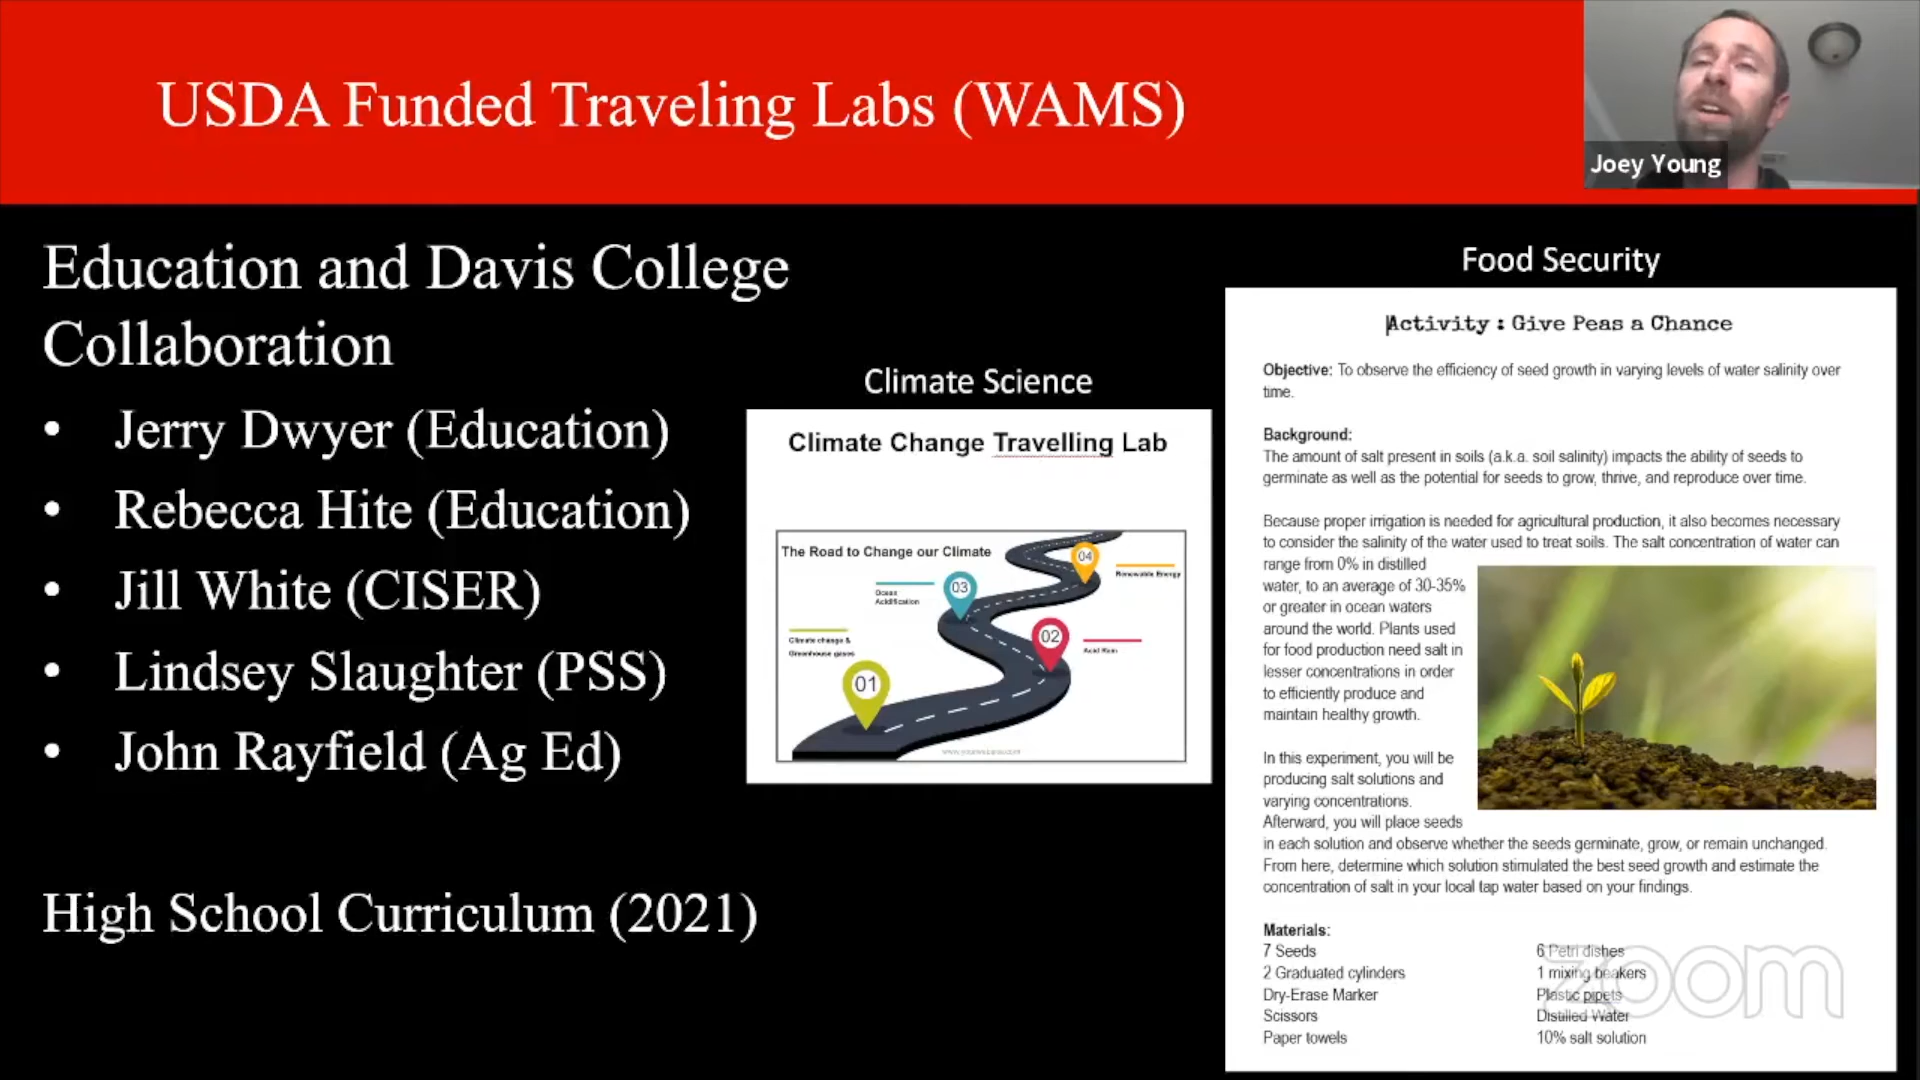 USDA Funded Traveling Labs (WAMS)
Joey Young
Education and Davis College
Collaboration
• Jerry Dwyer (Education)
• Rebecca Hite (Education)
• Jill White (CISER)
• Lindsey Slaughter (PSS)
• John Rayfield (Ag Ed)
High School Curriculum (2021)
Climate Science
Climate Change Travelling Lab
The Road to Change our Climate
04
Renewable Energy
03
Ocean
Acidification
02
Acid Rain
Climate change &
Greenhouse gases
01
Food Security
Activity : Give Peas a Chance
Objective: To observe the efficiency of seed growth in varying levels of water salinity over
time.
Background:
The amount of salt present in soils (a.k.a. soil salinity) impacts the ability of seeds to
germinate as well as the potential for seeds to grow, thrive, and reproduce over time.
Because proper irrigation is needed for agricultural production, it also becomes necessary
to consider the salinity of the water used to treat soils. The salt concentration of water can
range from 0% in distilled
water, to an average of 30-35%
or greater in ocean waters
around the world. Plants used
for food production need salt in
lesser concentrations in order
to efficiently produce and
maintain healthy growth.
In this experiment, you will be
producing salt solutions and
varying concentrations.
Afterward, you will place seeds
in each solution and observe whether the seeds germinate, grow, or remain unchanged.
From here, determine which solution stimulated the best seed growth and estimate the
concentration of salt in your local tap water based on your findings.
Materials:
7 Seeds
2 Graduated cylinders
Dry-Erase Marker
Scissors
Paper towels
6 Petri dishes
1 mixing beakers
Plastic pipets
Distilled Water
10% salt solution
zoom